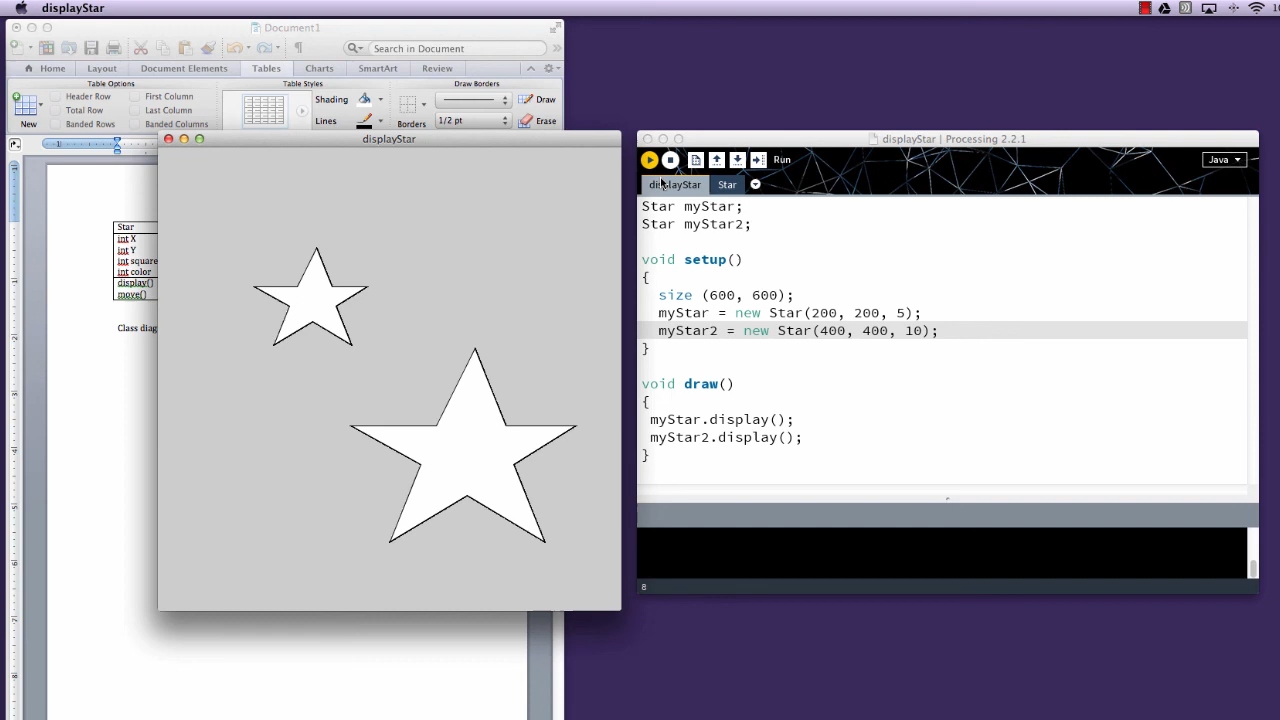 displayStar
Document1
Search in Document
Home Layout Document Elements Tables Charts SmartArt Review
Table Options Table Styles Draw Borders
Header Row First Column Shading Draw
Total Row Last Column
New Banded Rows Banded Columns Lines Borders 1/2 pt Erase
displayStar
Star
int X
int Y
int square
int color
display()
move()
Class diag
displayStar | Processing 2.2.1
Run Java
displayStar Star
Star myStar;
Star myStar2;
void setup()
{
size (600, 600);
myStar = new Star(200, 200, 5);
myStar2 = new Star(400, 400, 10);
}
void draw()
{
myStar.display();
myStar2.display();
}
8